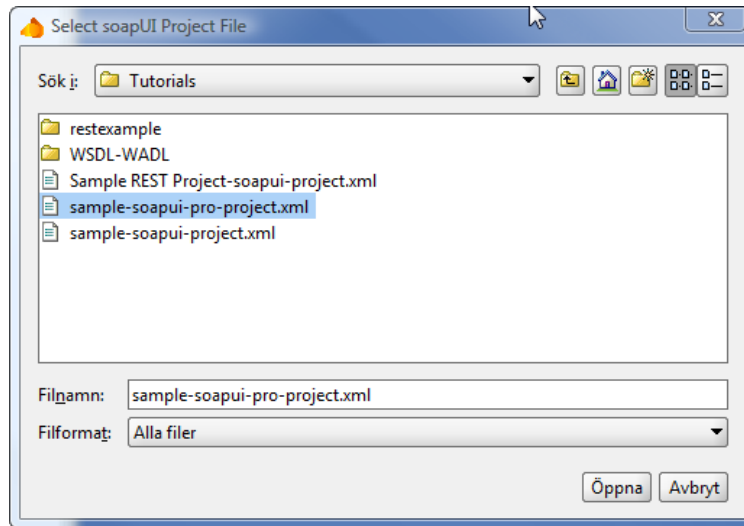 Select soapUI Project File
Sök i: Tutorials
restexample
WSDL-WADL
Sample REST Project-soapui-project.xml
sample-soapui-pro-project.xml
sample-soapui-project.xml
Filnamn: sample-soapui-pro-project.xml
Filformat: Alla filer
Öppna Avbryt